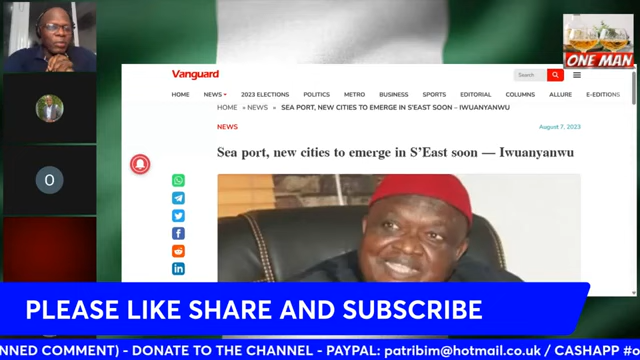 Vanguard
Search
HOME NEWS 2023 ELECTIONS POLITICS METRO BUSINESS SPORTS EDITORIAL COLUMNS ALLURE E-EDITIONS
HOME » NEWS » SEA PORT, NEW CITIES TO EMERGE IN S'EAST SOON – IWUANYANWU
NEWS
August 7, 2023
Sea port, new cities to emerge in S'East soon — Iwuanyanwu
ONE MAN
O
PLEASE LIKE SHARE AND SUBSCRIBE
NNED COMMENT) - DONATE TO THE CHANNEL - PAYPAL: patribim@hotmail.co.uk / CASHAPP #o